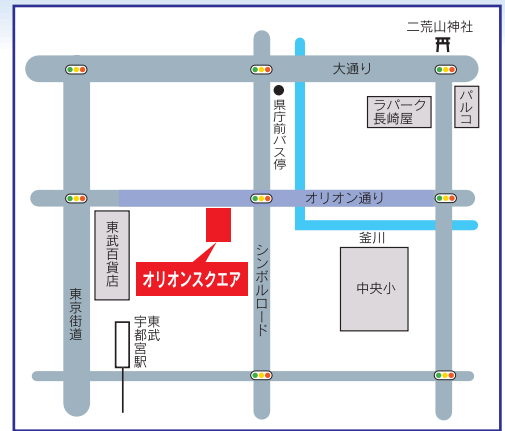 二荒山神社
大通り
パルコ
ラパーク
長崎屋
県庁前バス停
オリオン通り
東武百貨店
釜川
シンボルロード
オリオンスクエア
中央小
東京街道
東武
宇都宮駅